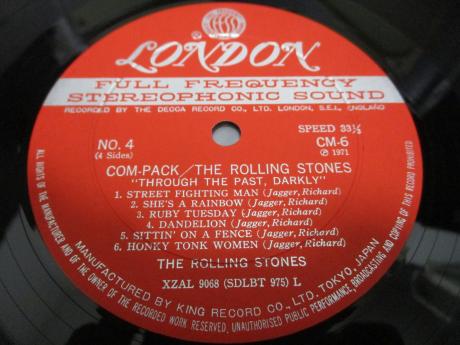 LONDON
FULL FREQUENCY
STEREOPHONIC SOUND
RECORDED BY THE DECCA RECORD CO., LTD. LONDON, S.E.I., ENGLAND
NO. 4
(4 Sides)
SPEED 33⅓
CM-6
℗ 1971
COM-PACK/THE ROLLING STONES
"THROUGH THE PAST, DARKLY"
1. STREET FIGHTING MAN (Jagger, Richard)
2. SHE'S A RAINBOW (Jagger, Richard)
3. RUBY TUESDAY (Jagger, Richard)
4. DANDELION (Jagger, Richard)
5. SITTIN' ON A FENCE (Jagger, Richard)
6. HONKY TONK WOMEN (Jagger, Richard)
THE ROLLING STONES
XZAL 9068 (SDLBT 975) L
MANUFACTURED BY KING RECORD CO., LTD. TOKYO, JAPAN
ALL RIGHTS OF THE MANUFACTURER AND OF THE OWNER OF THE RECORDED WORK RESERVED, UNAUTHORISED PUBLIC PERFORMANCE, BROADCASTING AND COPYING OF THIS RECORD PROHIBITED